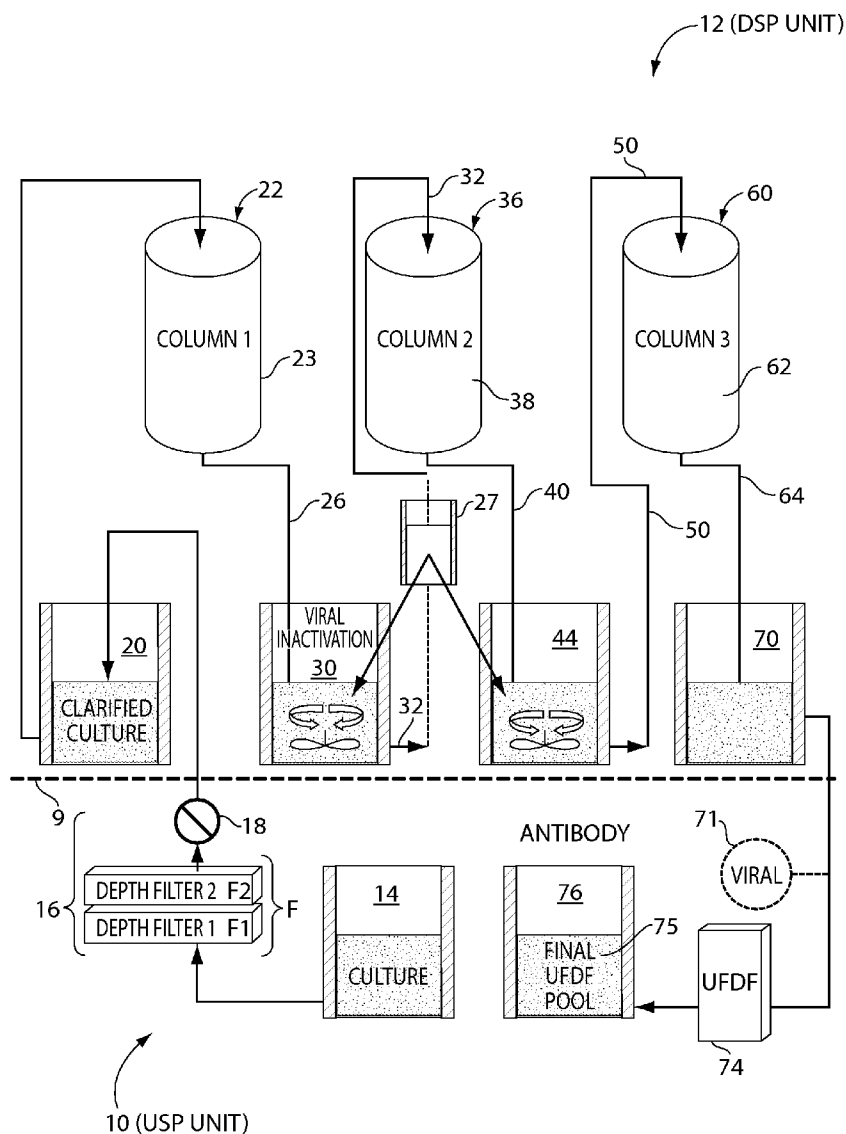 12 (DSP UNIT)
50
32
22
36
60
COLUMN 1
COLUMN 2
COLUMN 3
23
38
62
26
27
40
64
50
VIRAL
INACTIVATION
20
30
44
70
CLARIFIED
CULTURE
32
9
18
ANTIBODY
71
VIRAL
16
DEPTH FILTER 2 F2
DEPTH FILTER 1 F1
F
14
CULTURE
76
75
FINAL
UFDF
POOL
UFDF
74
10 (USP UNIT)